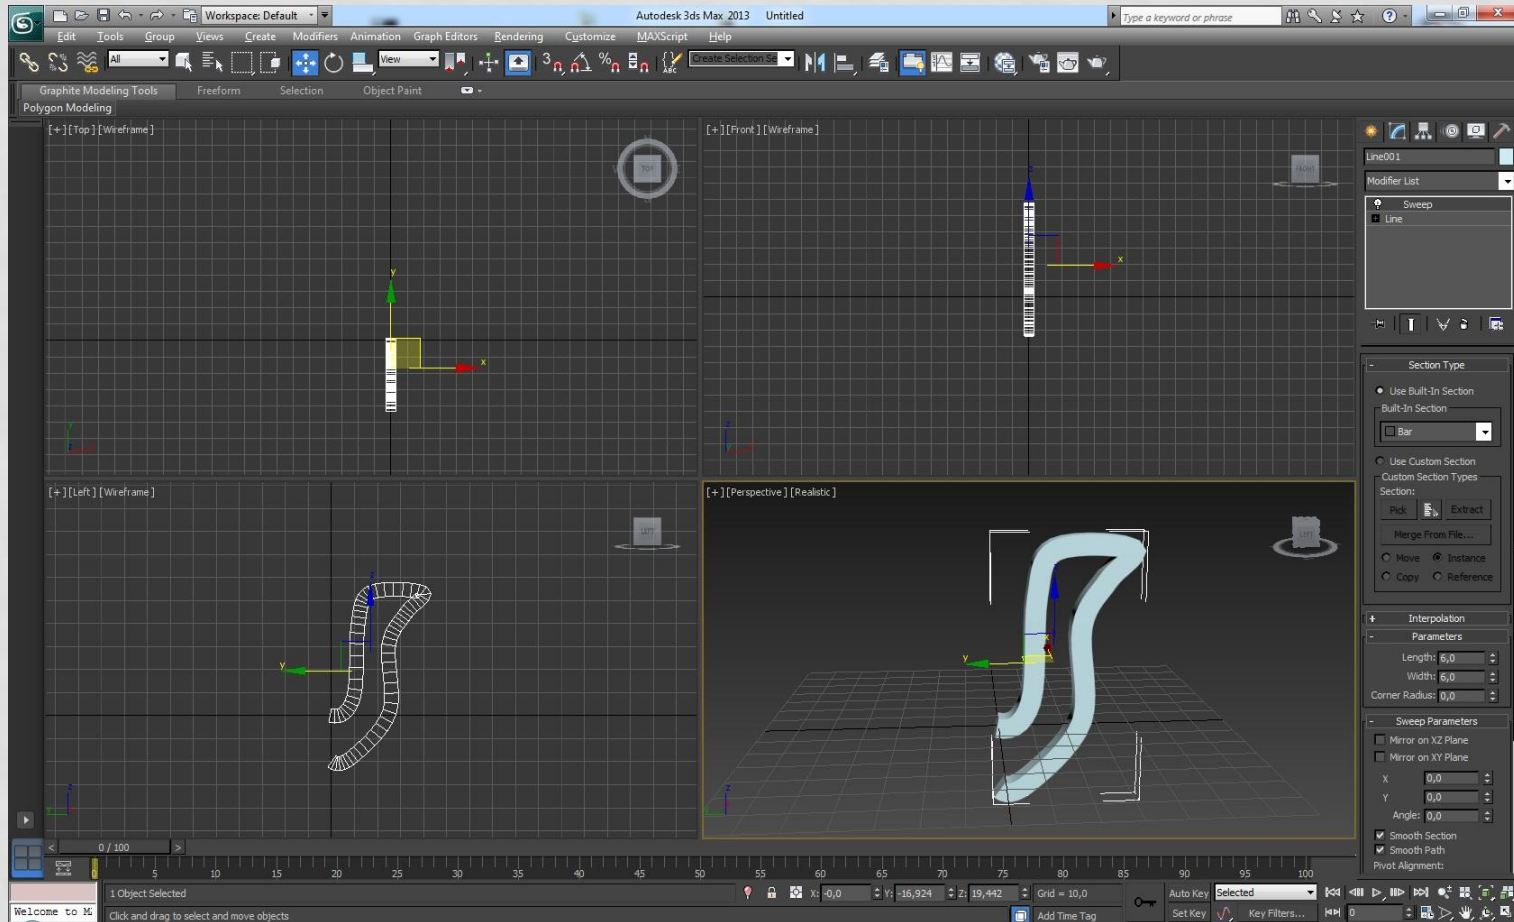 Workspace: Default
Autodesk 3ds Max 2013 Untitled
Type a keyword or phrase
Edit Tools Group Views Create Modifiers Animation Graph Editors Rendering Customize MAXScript Help
All
View
Create Selection Se
Graphite Modeling Tools Freeform Selection Object Paint
Polygon Modeling
[+][Top][Wireframe]
TOP
y
x
[+][Front][Wireframe]
FRONT
z
x
[+][Left][Wireframe]
LEFT
z
y
[+][Perspective][Realistic]
LEFT
x
y
Line001
Modifier List
Sweep
Line
Section Type
Use Built-In Section
Built-In Section
Bar
Use Custom Section
Custom Section Types
Section:
Pick Extract
Merge From File...
Move Instance
Copy Reference
Interpolation
Parameters
Length: 6,0
Width: 6,0
Corner Radius: 0,0
Sweep Parameters
Mirror on XZ Plane
Mirror on XY Plane
X 0,0
Y 0,0
Angle: 0,0
Smooth Section
Smooth Path
Pivot Alignment:
< 0 / 100 >
0 5 10 15 20 25 30 35 40 45 50 55 60 65 70 75 80 85 90 95 100
1 Object Selected X: -0,0 Y: -16,924 Z: 19,442 Grid = 10,0 Auto Key Selected
Welcome to Click and drag to select and move objects Add Time Tag Set Key Key Filters... 0